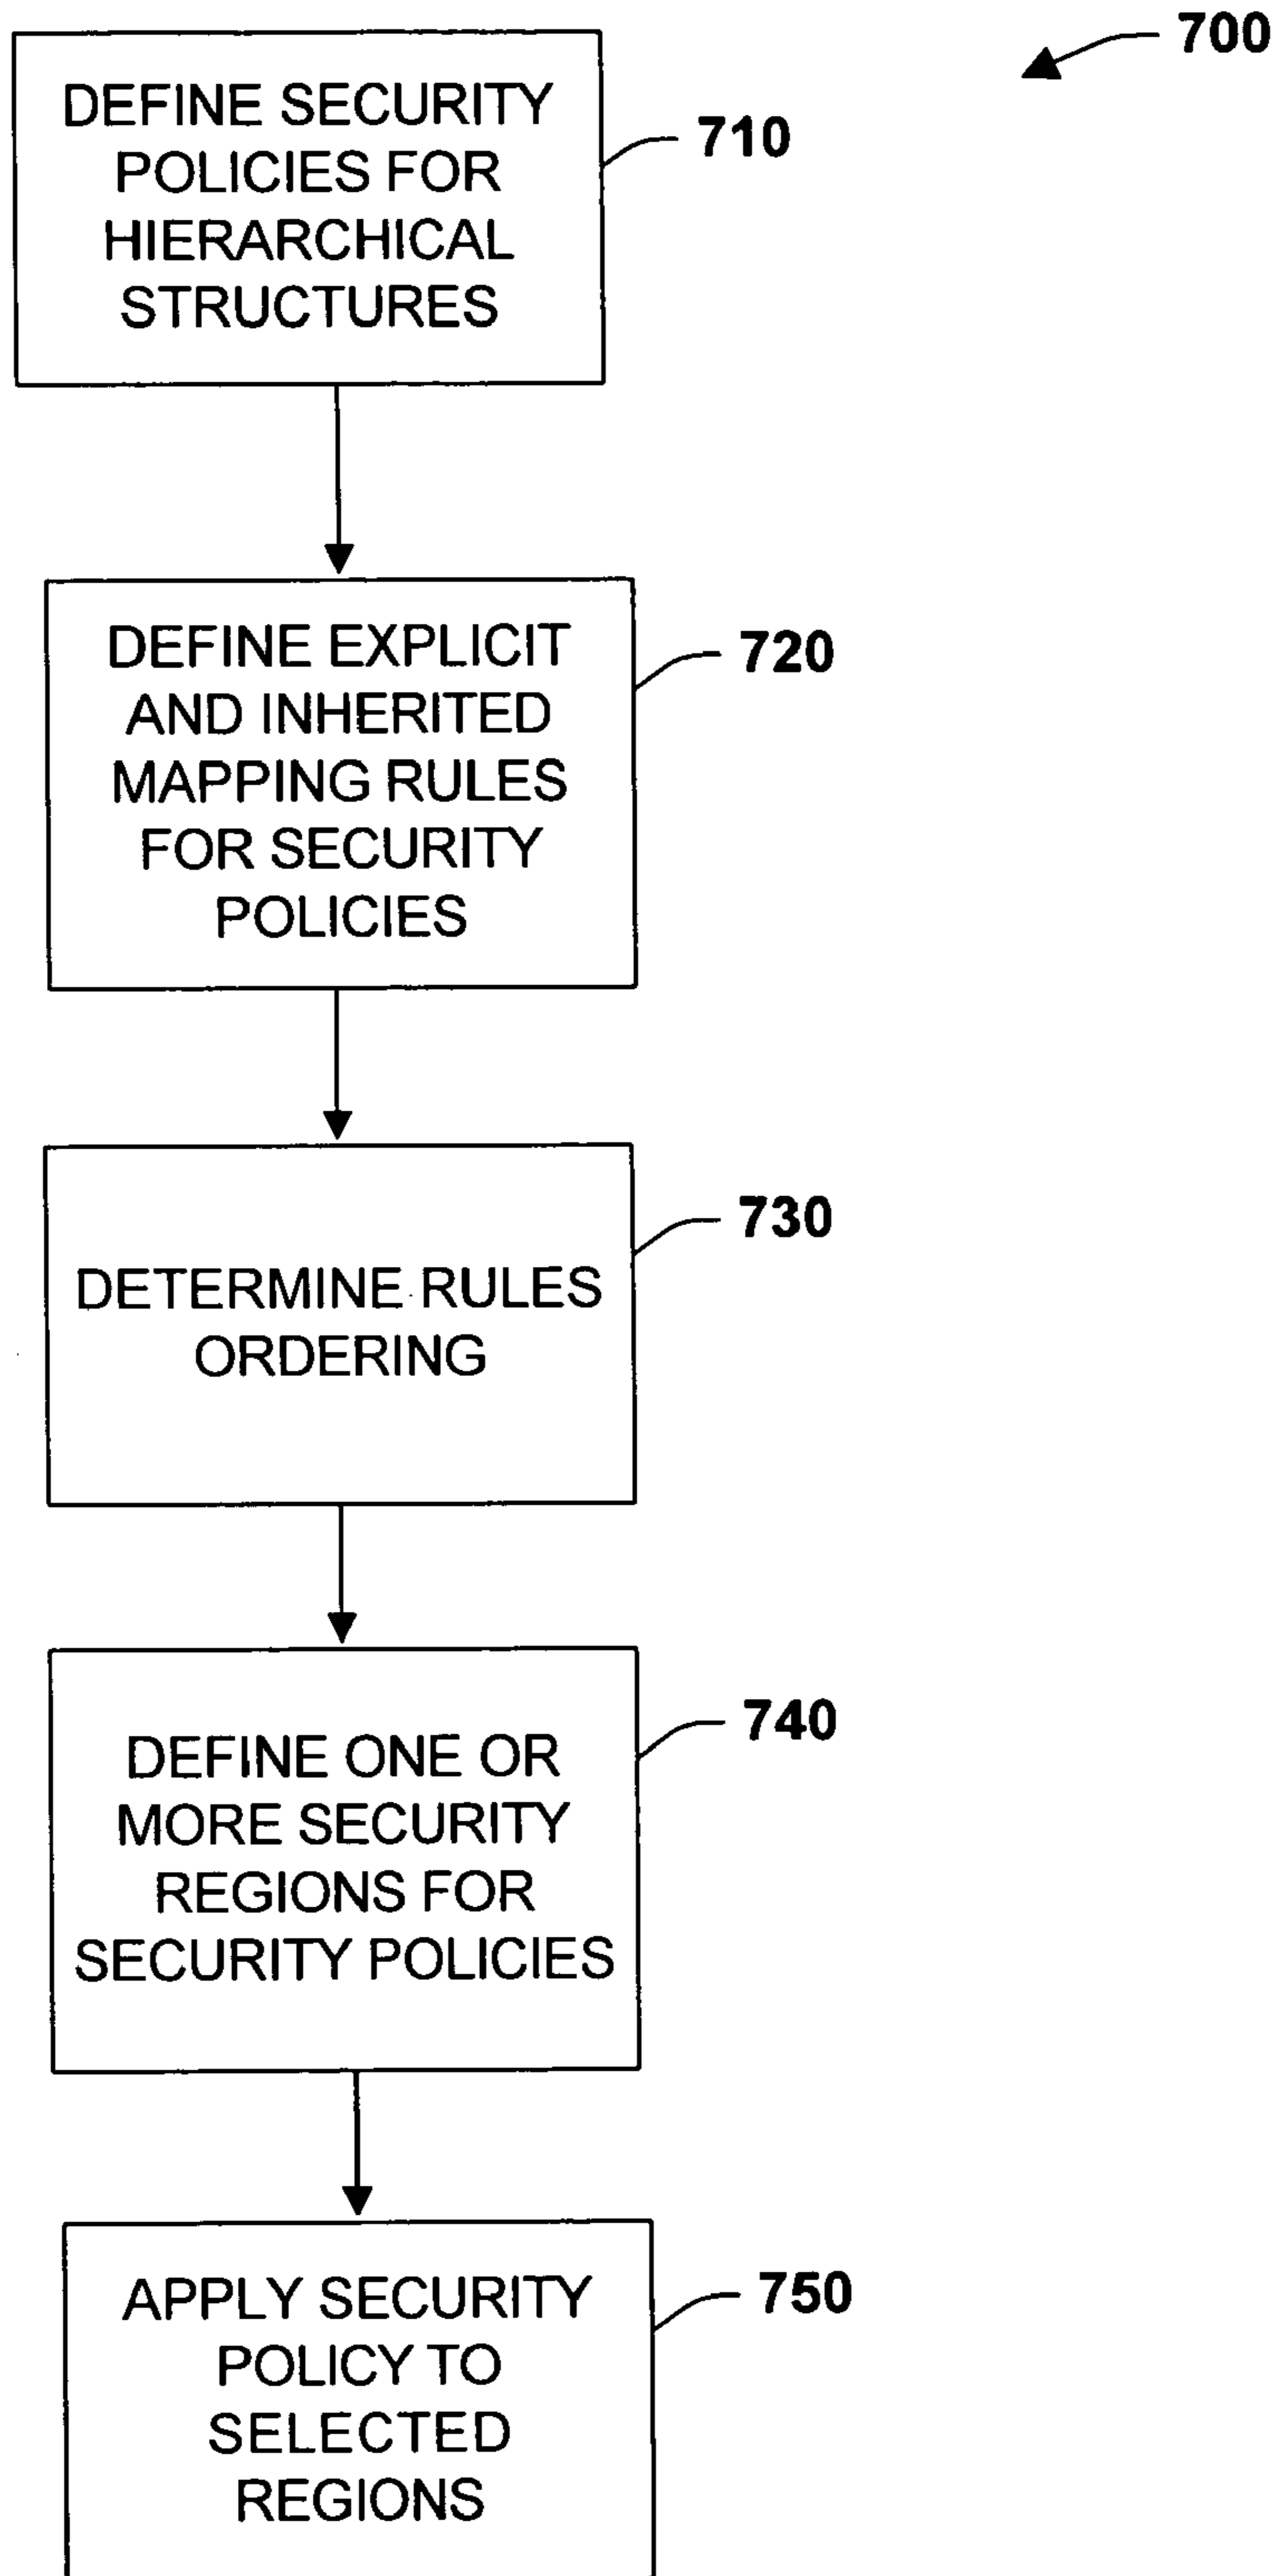 700
DEFINE SECURITY
POLICIES FOR
HIERARCHICAL
STRUCTURES
710
DEFINE EXPLICIT
AND INHERITED
MAPPING RULES
FOR SECURITY
POLICIES
720
DETERMINE RULES
ORDERING
730
DEFINE ONE OR
MORE SECURITY
REGIONS FOR
SECURITY POLICIES
740
APPLY SECURITY
POLICY TO
SELECTED
REGIONS
750